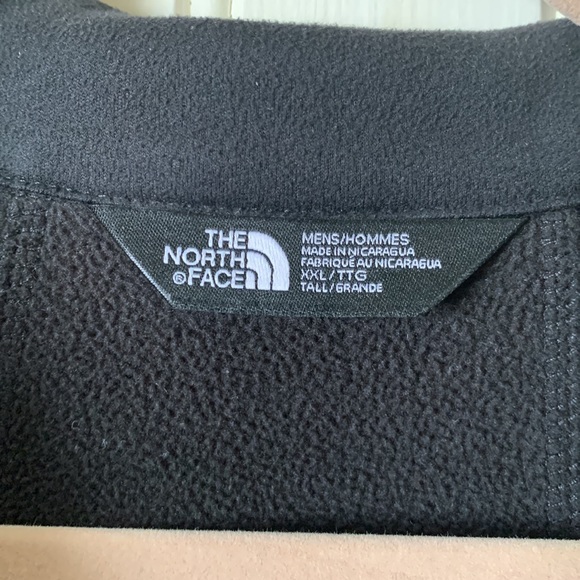 THE
NORTH
®FACE
MENS/HOMMES
MADE IN NICARAGUA
FABRIQUÉ AU NICARAGUA
XXL/TTG
TALL/GRANDE